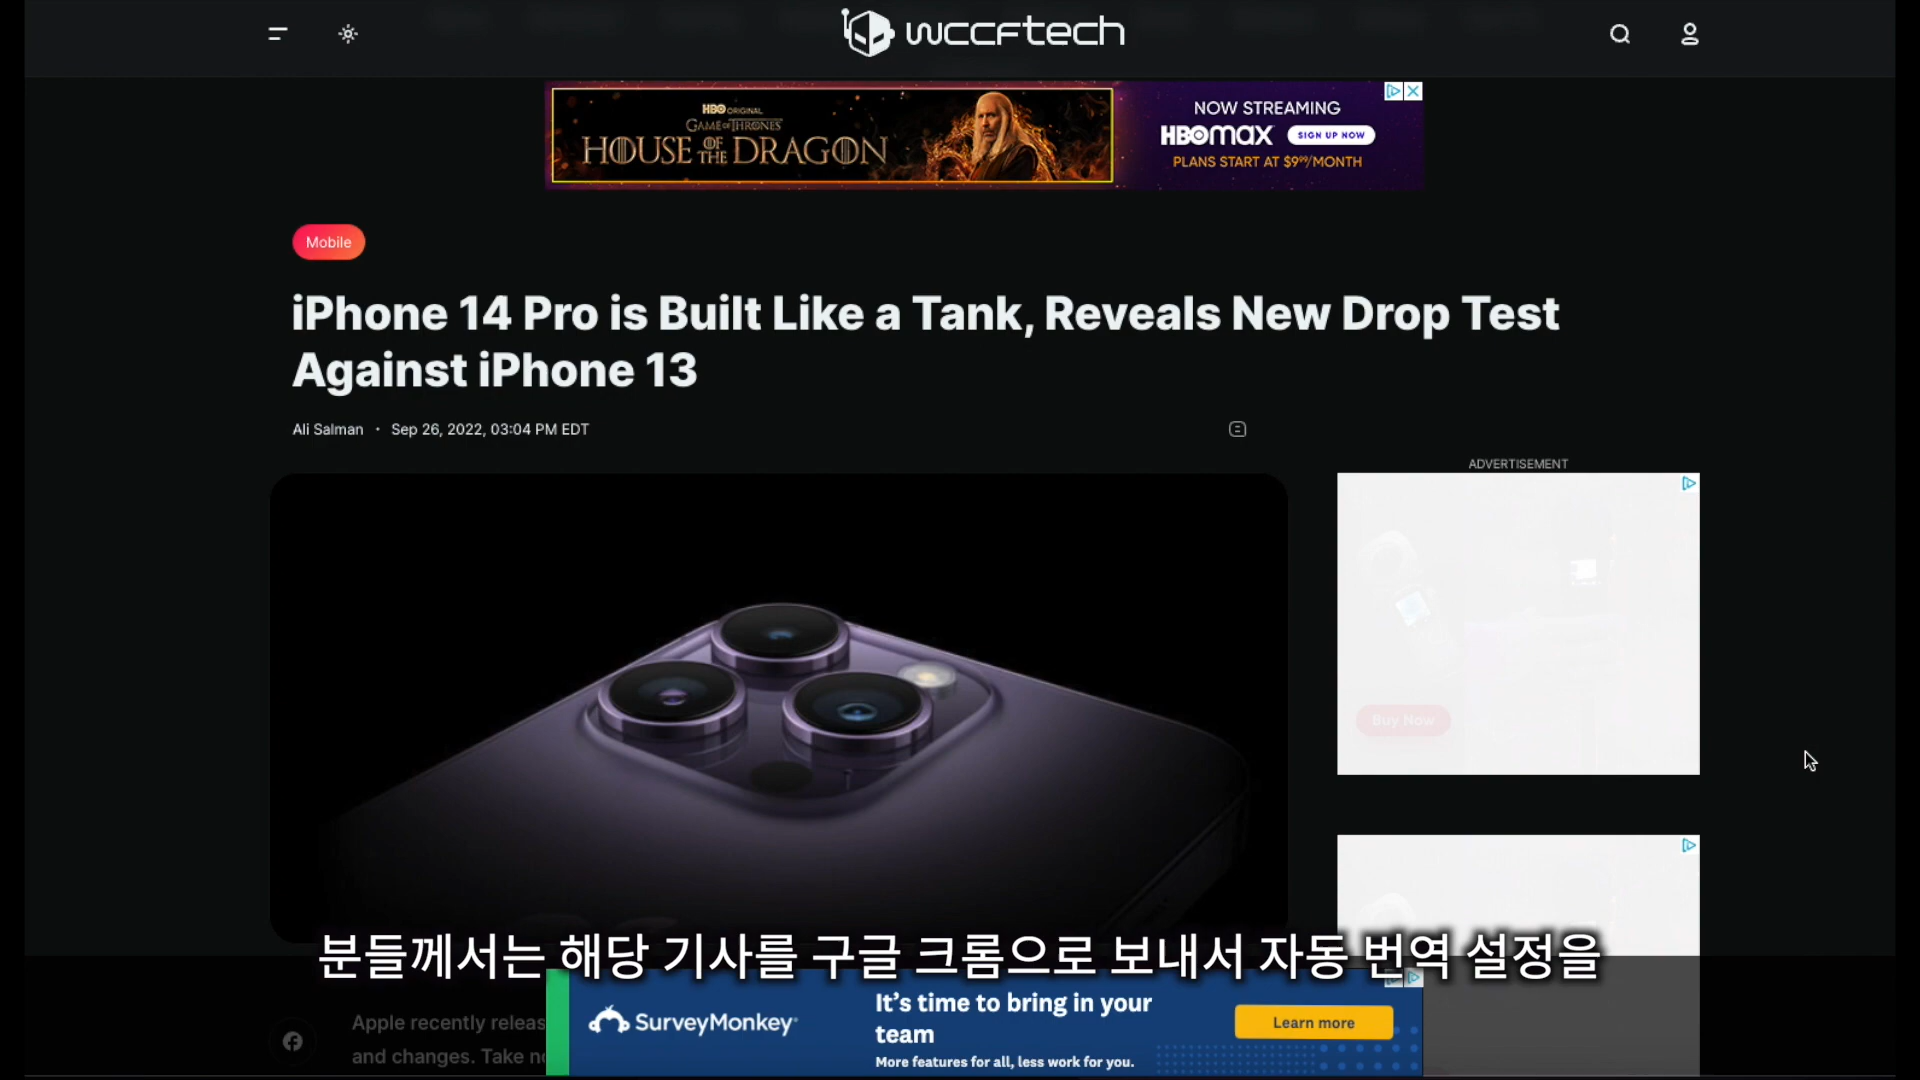 wccftech
HBO ORIGINAL
GAME OF THRONES
HOUSE OF THE DRAGON
NOW STREAMING
HBOMAX SIGN UP NOW
PLANS START AT $9⁹⁹/MONTH
Mobile
iPhone 14 Pro is Built Like a Tank, Reveals New Drop Test
Against iPhone 13
Ali Salman • Sep 26, 2022, 03:04 PM EDT
ADVERTISEMENT
Buy Now
분들께서는 해당 기사를 구글 크롬으로 보내서 자동 번역 설정을
Apple recently releas
and changes. Take
SurveyMonkey
It's time to bring in your
team
More features for all, less work for you.
Learn more